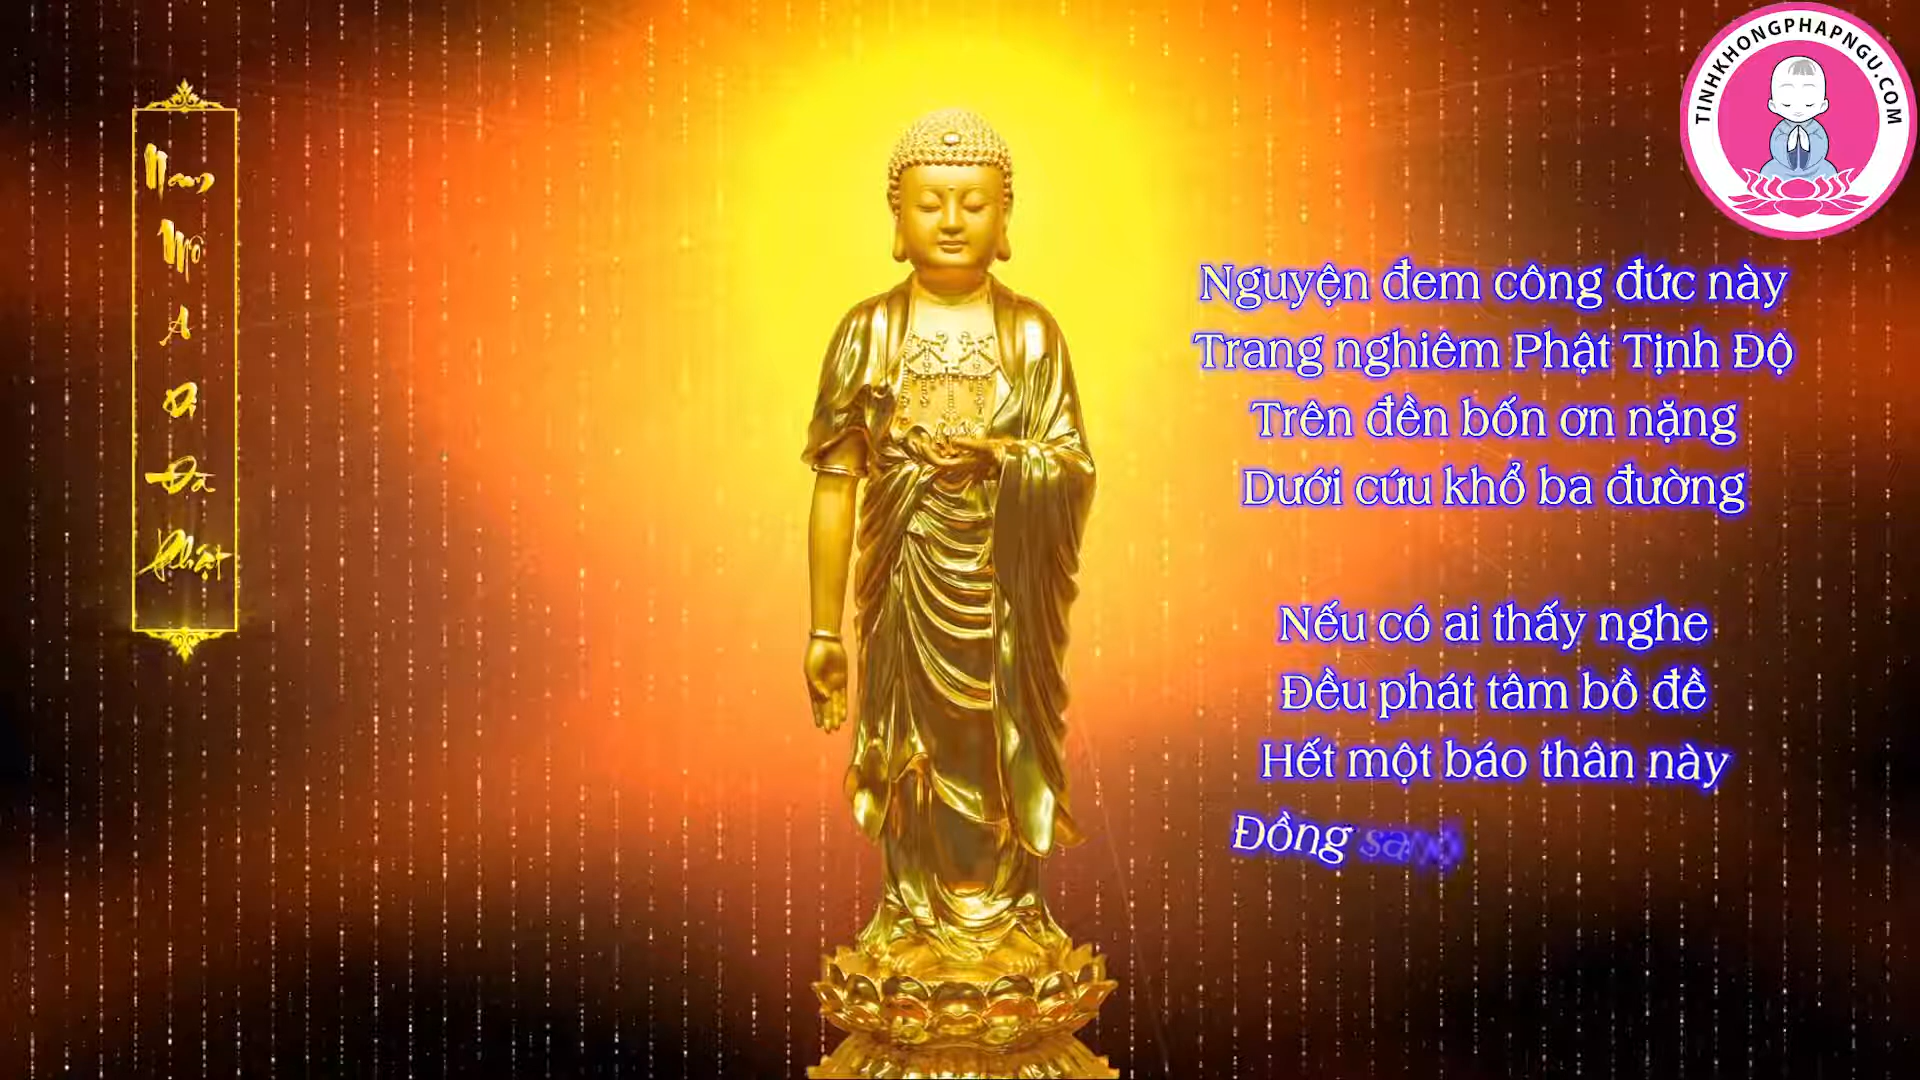 Nam
Mô
A
Di
Đà
Phật
TINHKHONGPHAPNGU.COM
Nguyện đem công đức này
Trang nghiêm Phật Tịnh Độ
Trên đền bốn ơn nặng
Dưới cứu khổ ba đường
Nếu có ai thấy nghe
Đều phát tâm bồ đề
Hết một báo thân này
Đồng sang